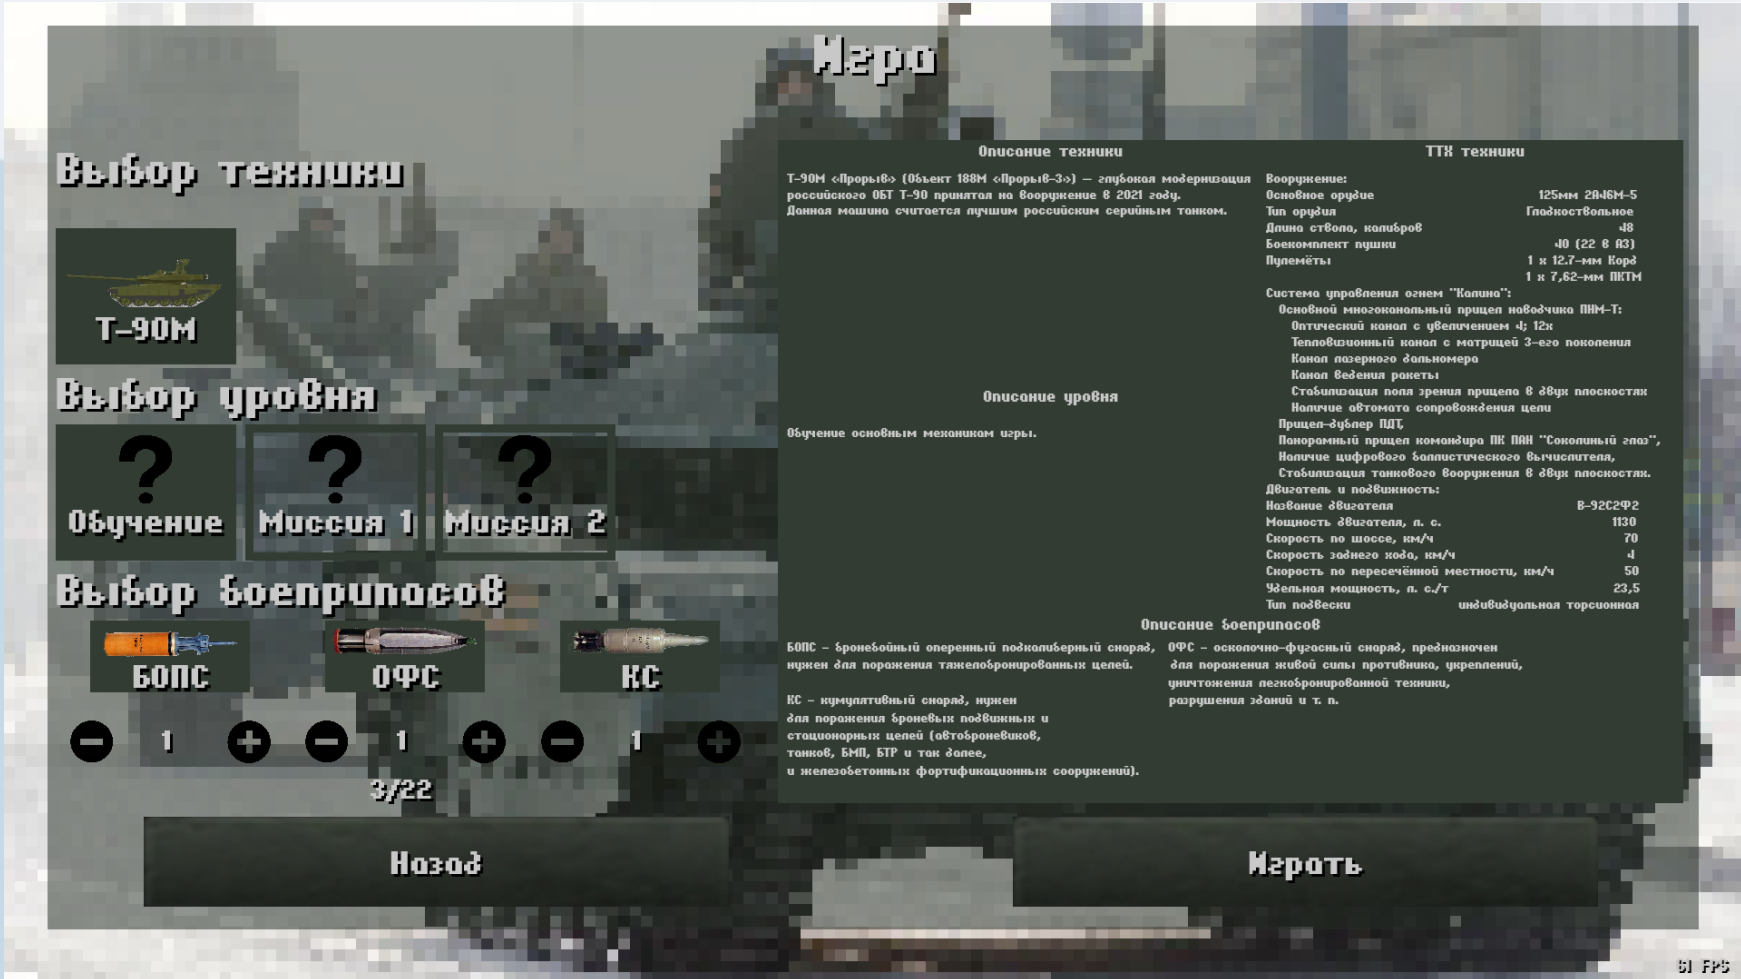 Игра
Выбор техники
Т-90М
Выбор уровня
Обучение
Миссия 1
Миссия 2
Выбор боеприпасов
БОПС
ОФС
КС
1
1
1
3/22
Назад
Описание техники
Т-90М «Прорыв» (Объект 188М «Прорыв-3») — глубокая модернизация
российского ОБТ Т-90 принятая на вооружение в 2021 году.
Данная машина считается лучшим российским серийным танком.
Описание уровня
Обучение основным механикам игры.
ТТХ техники
Вооружение:
Основное орудие 125мм 2А46М-5
Тип орудия Гладкоствольное
Длина ствола, калибров 48
Боекомплект пушки 40 (22 в АЗ)
Пулемёты 1 х 12.7-мм Корд
1 х 7,62-мм ПКТМ
Система управления огнем "Калина":
Основной многоканальный прицел наводчика ПНМ-Т:
Оптический канал с увеличением 4; 12х
Тепловизионный канал с матрицей 3-его поколения
Канал лазерного дальномера
Канал ведения ракеты
Стабилизация поля зрения прицела в двух плоскостях
Наличие автомата сопровождения цели
Прицел-дублер ПДТ,
Панорамный прицел командира ПК ПАН "Соколиный глаз",
Наличие цифрового баллистического вычислителя,
Стабилизация танкового вооружения в двух плоскостях.
Двигатель и подвижность:
Название двигателя В-92С2Ф2
Мощность двигателя, л. с. 1130
Скорость по шоссе, км/ч 70
Скорость заднего хода, км/ч 4
Скорость по пересечённой местности, км/ч 50
Удельная мощность, л. с./т 23,5
Тип подвески индивидуальная торсионная
Описание боеприпасов
БОПС - бронебойный оперенный подкалиберный снаряд,
нужен для поражения тяжелобронированных целей.
КС - кумулятивный снаряд, нужен
для поражения броневых подвижных и
стационарных целей (автоброневиков,
танков, БМП, БТР и так далее,
и железобетонных фортификационных сооружений).
ОФС - осколочно-фугасный снаряд, предназначен
для поражения живой силы противника, укреплений,
уничтожения легкобронированной техники,
разрушения зданий и т. п.
Играть
61 FPS